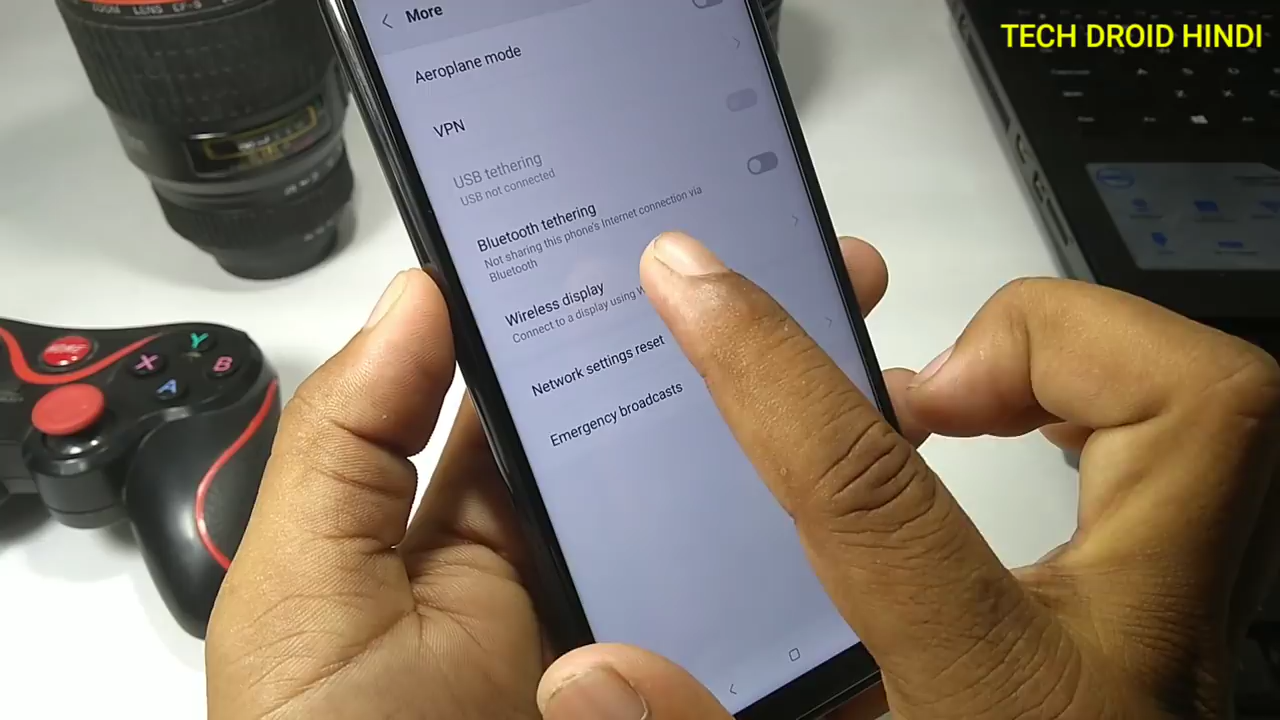 TECH DROID HINDI
More
Aeroplane mode
VPN
USB tethering
USB not connected
Bluetooth tethering
Not sharing this phone's Internet connection via
Bluetooth
Wireless display
Connect to a display using
Network settings reset
Emergency broadcasts
X
Y
B
A